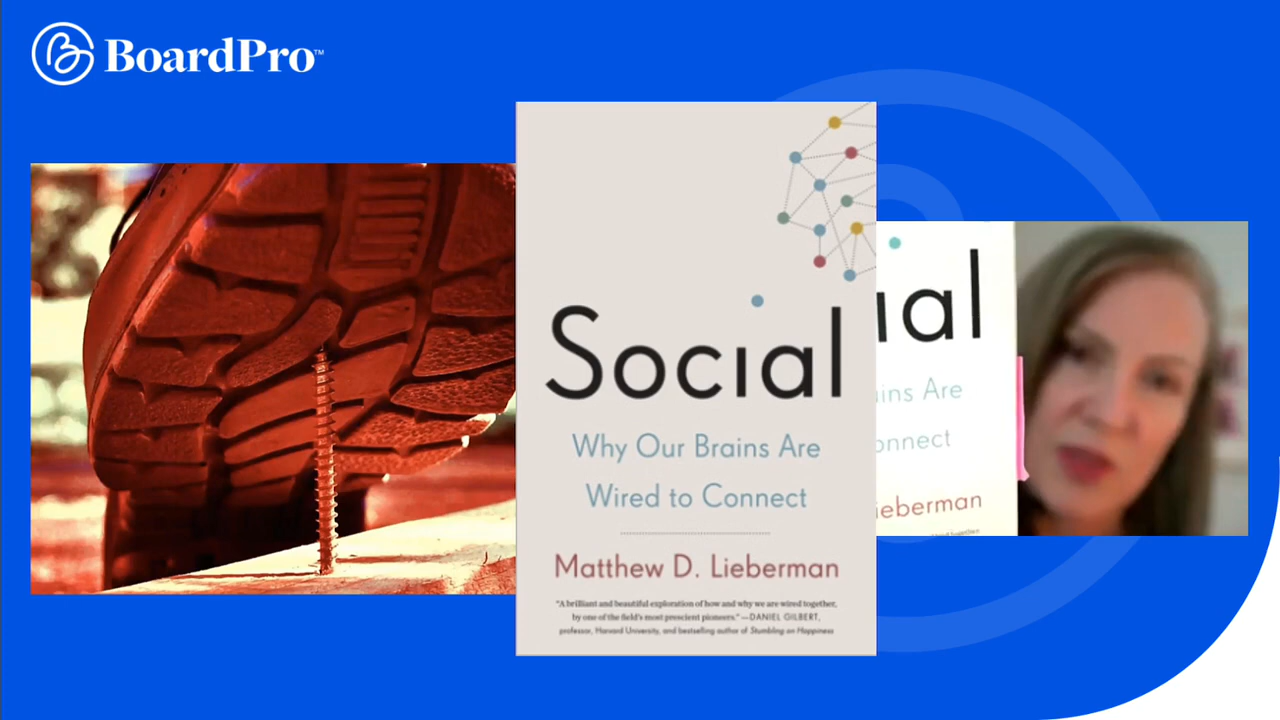 BoardPro™
Social
Why Our Brains Are
Wired to Connect
Matthew D. Lieberman
"A brilliant and beautiful exploration of how and why we are wired together,
by one of the field's most prescient pioneers." —DANIEL GILBERT,
professor, Harvard University, and bestselling author of Stumbling on Happiness
ial
ins Are
onnect
ieberman